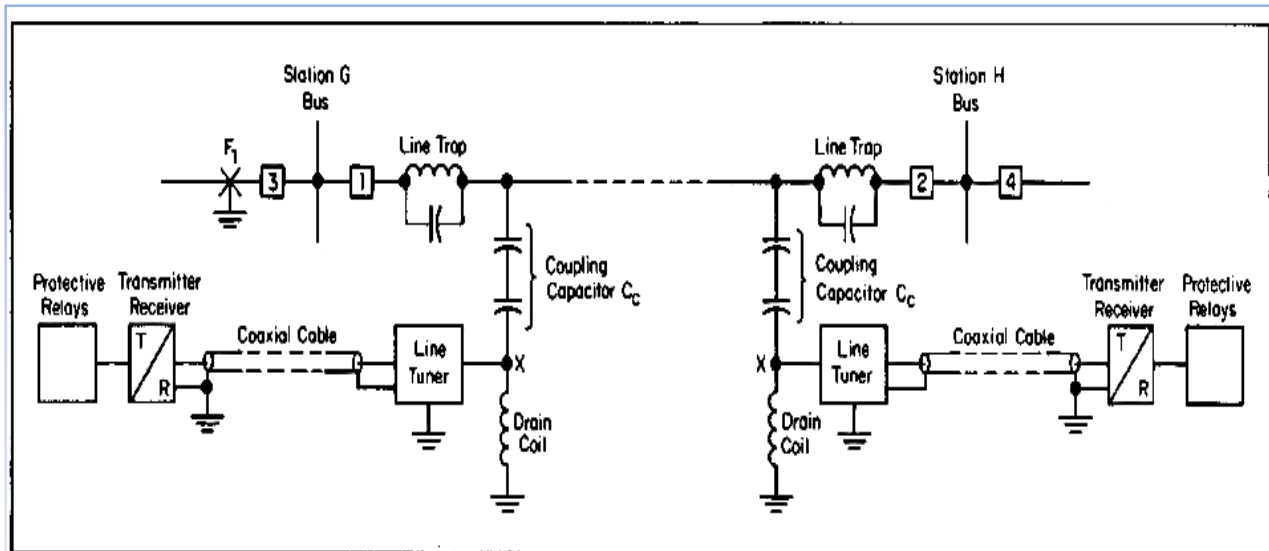 Station G
Bus
Station H
Bus
F1
3
1
Line Trap
Line Trap
2
4
Coupling
Capacitor CC
Coupling
Capacitor CC
Protective
Relays
Transmitter
Receiver
T
R
Coaxial Cable
Line
Tuner
X
Drain
Coil
X
Line
Tuner
Coaxial Cable
Transmitter
Receiver
T
R
Protective
Relays
Drain
Coil